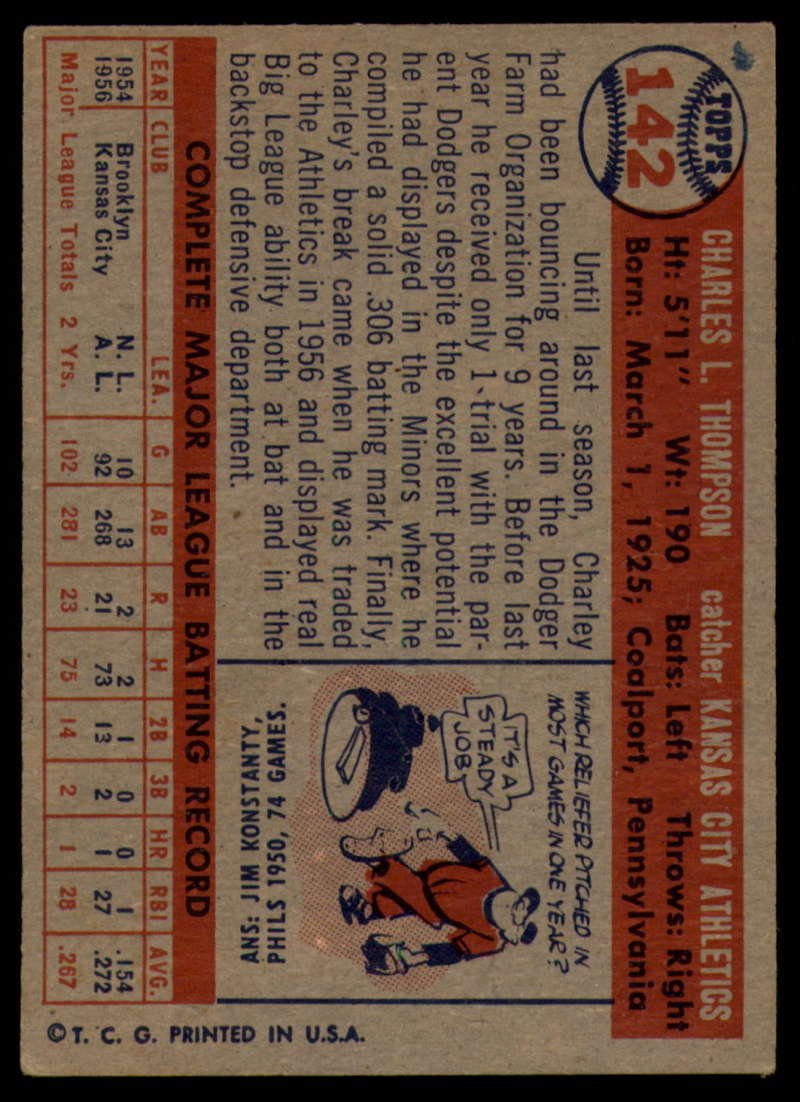 TOPPS
142
CHARLES L. THOMPSON catcher KANSAS CITY ATHLETICS
Ht: 5'11" Wt: 190 Bats: Left Throws: Right
Born: March 1, 1925; Coalport, Pennsylvania
Until last season, Charley
had been bouncing around in the Dodger
Farm Organization for 9 years. Before last
year he received only 1 trial with the par-
ent Dodgers despite the excellent potential
he had displayed in the Minors where he
compiled a solid .306 batting mark. Finally,
Charley's break came when he was traded
to the Athletics in 1956 and displayed real
Big League ability both at bat and in the
backstop defensive department.
WHICH RELIEFER PITCHED IN
MOST GAMES IN ONE YEAR?
IT'S A
STEADY
JOB
ANS: JIM KONSTANTY,
PHILS 1950, 74 GAMES.
COMPLETE MAJOR LEAGUE BATTING RECORD
YEAR CLUB LEA. G AB R H 2B 3B HR RBI AVG.
1954 Brooklyn N. L. 10 13 2 2 1 0 0 1 .154
1956 Kansas City A. L. 92 268 21 73 13 2 1 27 .272
Major League Totals 2 Yrs. 102 281 23 75 14 2 1 28 .267
© T. C. G. PRINTED IN U.S.A.